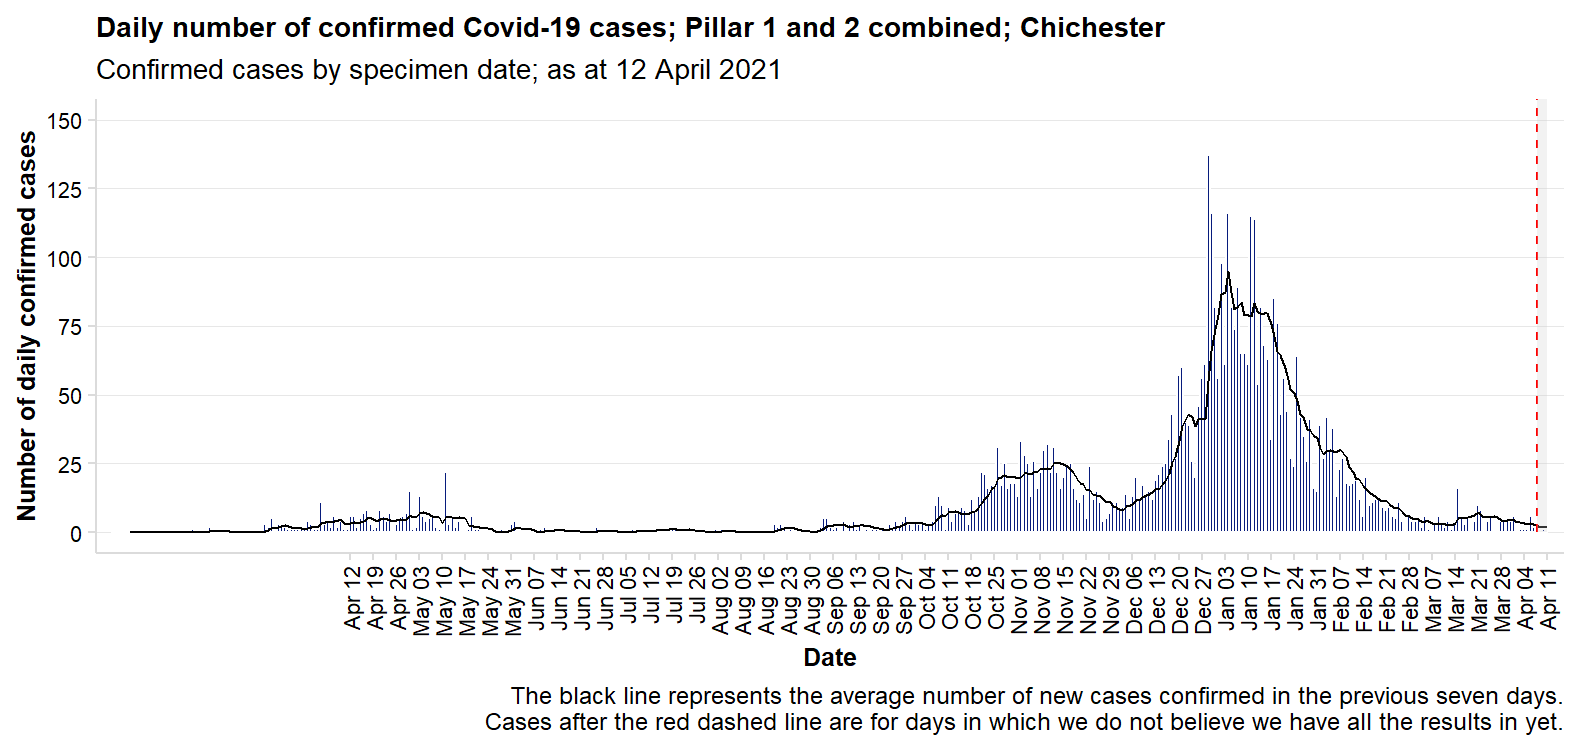 Daily number of confirmed Covid-19 cases; Pillar 1 and 2 combined; Chichester
Confirmed cases by specimen date; as at 12 April 2021
Number of daily confirmed cases
150
125
100
75
50
25
0
Apr 12
Apr 19
Apr 26
May 03
May 10
May 17
May 24
May 31
Jun 07
Jun 14
Jun 21
Jun 28
Jul 05
Jul 12
Jul 19
Jul 26
Aug 02
Aug 09
Aug 16
Aug 23
Aug 30
Sep 06
Sep 13
Sep 20
Sep 27
Oct 04
Oct 11
Oct 18
Oct 25
Nov 01
Nov 08
Nov 15
Nov 22
Nov 29
Dec 06
Dec 13
Dec 20
Dec 27
Jan 03
Jan 10
Jan 17
Jan 24
Jan 31
Feb 07
Feb 14
Feb 21
Feb 28
Mar 07
Mar 14
Mar 21
Mar 28
Apr 04
Apr 11
Date
The black line represents the average number of new cases confirmed in the previous seven days.
Cases after the red dashed line are for days in which we do not believe we have all the results in yet.